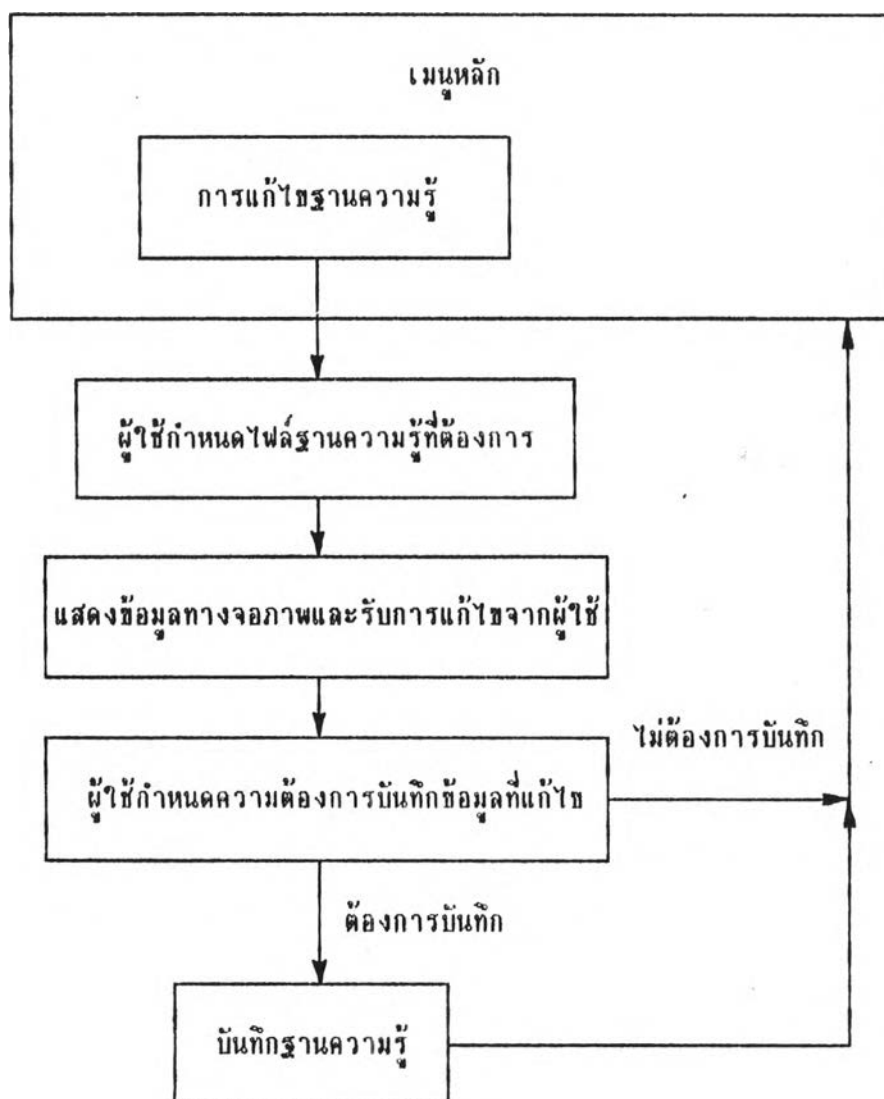 เมนูหลัก
การแก้ไขฐานความรู้
ผู้ใช้กำหนดไฟล์ฐานความรู้ที่ต้องการ
แสดงข้อมูลทางจอภาพและรับการแก้ไขจากผู้ใช้
ไม่ต้องการบันทึก
ผู้ใช้กำหนดความต้องการบันทึกข้อมูลที่แก้ไข
ต้องการบันทึก
บันทึกฐานความรู้